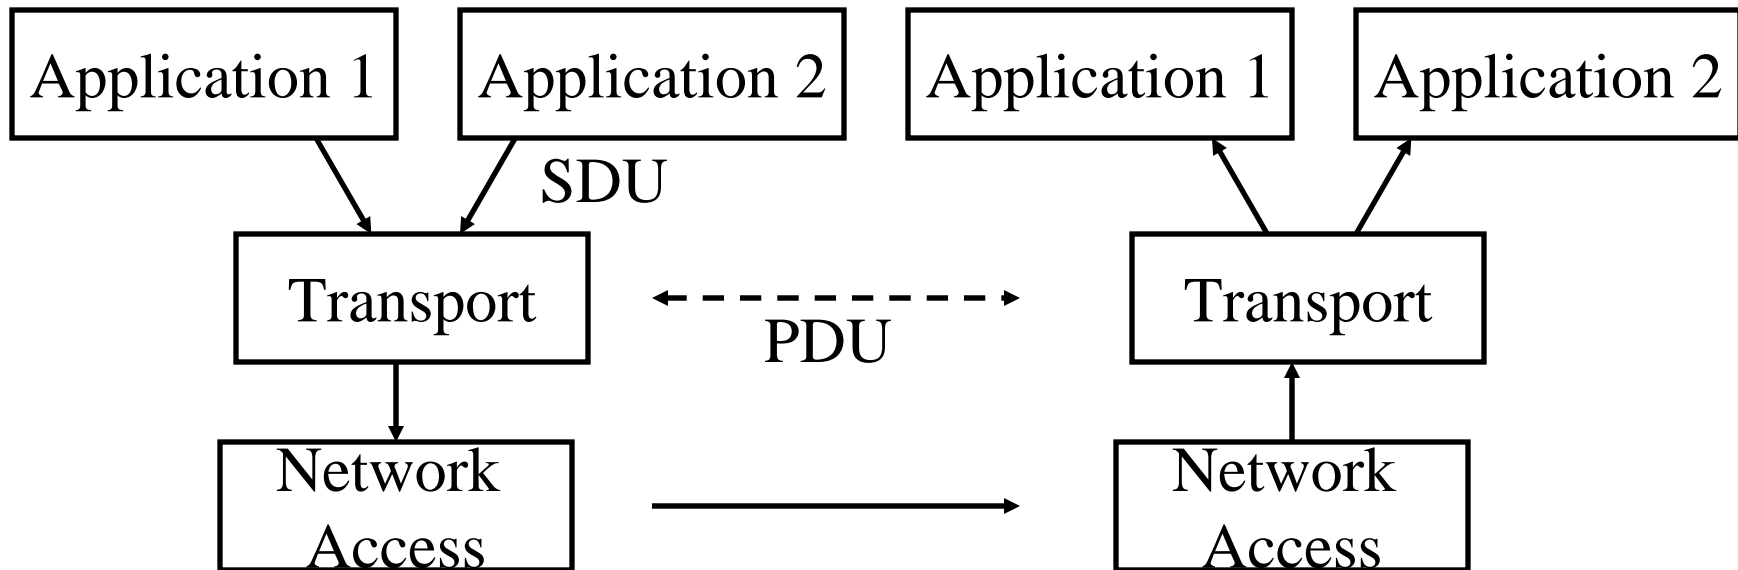 Application 1
Application 2
Application 1
Application 2
SDU
Transport
Transport
PDU
Network
Access
Network
Access